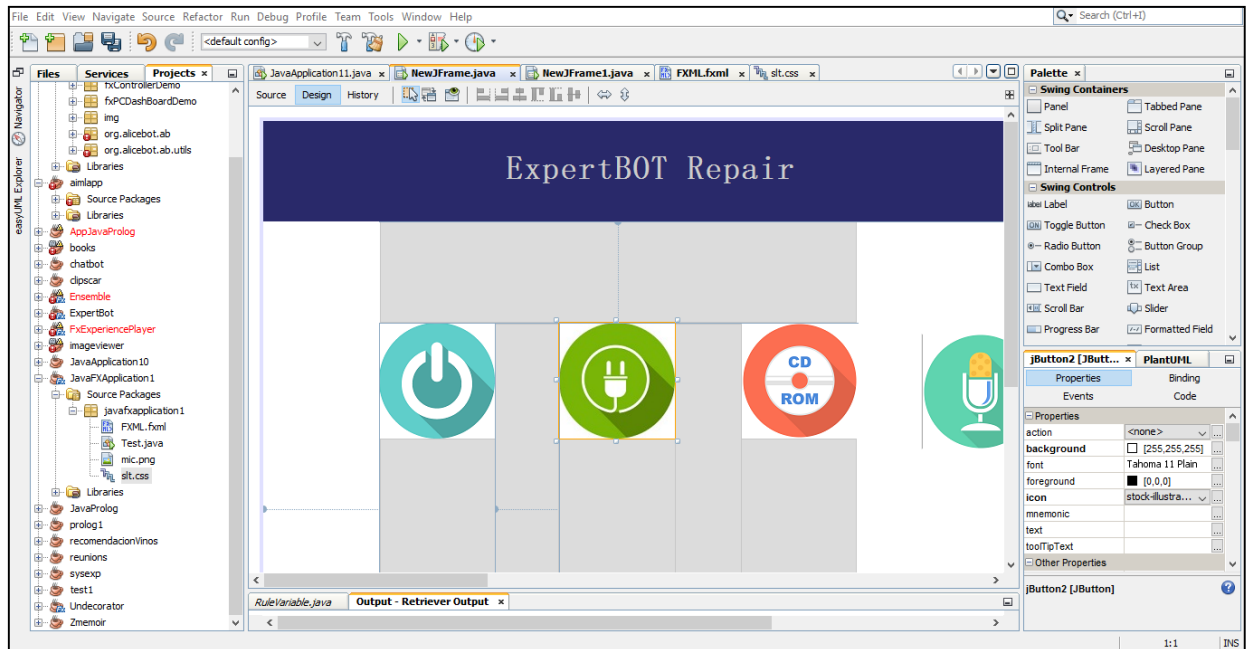 File Edit View Navigate Source Refactor Run Debug Profile Team Tools Window Help
Search (Ctrl+I)
<default config>
Files Services Projects
JavaApplication11.java NewJFrame.java NewJFrame1.java FXML.fxml slt.css
Palette
Navigator
easyUML Explorer
fxControllerDemo
fxPCDashBoardDemo
img
org.alicebot.ab
org.alicebot.ab.utils
Libraries
aimlapp
Source Packages
Libraries
AppJavaProlog
books
chatbot
clipscar
Ensemble
ExpertBot
FxExperiencePlayer
imageviewer
JavaApplication10
JavaFXApplication1
Source Packages
javafxapplication1
FXML.fxml
Test.java
mic.png
slt.css
Libraries
JavaProlog
prolog1
recomendacionVinos
reunions
sysexp
test1
Undecorator
Zmemoir
Source Design History
ExpertBOT Repair
CD
ROM
RuleVariable.java Output - Retriever Output
Swing Containers
Panel Tabbed Pane
Split Pane Scroll Pane
Tool Bar Desktop Pane
Internal Frame Layered Pane
Swing Controls
label Label OK Button
ON Toggle Button Check Box
Radio Button Button Group
Combo Box List
Text Field Text Area
Scroll Bar Slider
Progress Bar Formatted Field
jButton2 [JButt... PlantUML
Properties Binding
Events Code
Properties
action <none> ...
background [255,255,255] ...
font Tahoma 11 Plain ...
foreground [0,0,0] ...
icon stock-illustra... ...
mnemonic ...
text ...
toolTipText ...
Other Properties
jButton2 [JButton]
1:1 INS